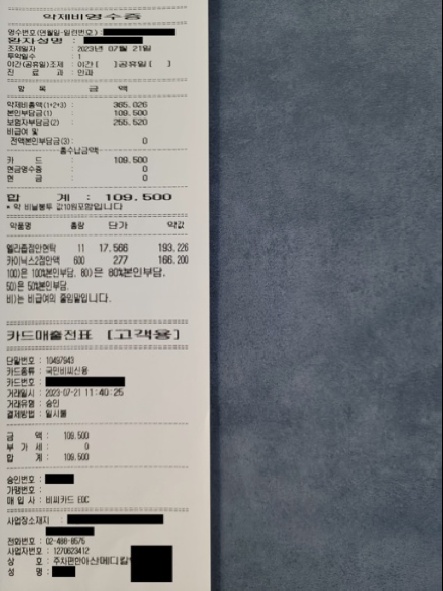 약제비영수증
영수번호(연월일-일련번호) :
환자성명 :
조제일자 : 2023년 07월 21일
투약일수 : 1
야간(공휴일)조제 : 야간[ ]공휴일[ ]
진 료 과 : 안과
항 목 금 액
약제비총액(1+2+3) : 365,026
본인부담금(1) : 109,500
보험자부담금(2) : 255,520
비급여 및
전액본인부담금(3) : 0
총수납금액
카 드 : 109,500
현금영수증 : 0
현 금 : 0
합 계 : 109,500
* 약 비닐봉투 값10원포함입니다
약품명 총량 단가 약값
엘리좁점안현탁 11 17,566 193,226
카이닉스2점안액 600 277 166,200
100)은 100%본인부담, 80)은 80%본인부담,
50)은 50%본인부담,
비)는 비급여의 줄임말입니다.
카드매출전표 [고객용]
단말번호 : 10497943
카드종류 : 국민비씨신용
카드번호 :
거래일시 : 2023-07-21 11:40:25
거래유형 : 승인
결제방법 : 일시불
금 액 : 109,500
부 가 세 : 0
합 계 : 109,500
승인번호 :
가맹번호 :
매 입 사 : 비씨카드 EDC
사업장소재지 :
전화번호 : 02-488-8575
사업자번호 : 1270623412
상 호 : 주차편한아산메디칼
성 명 :